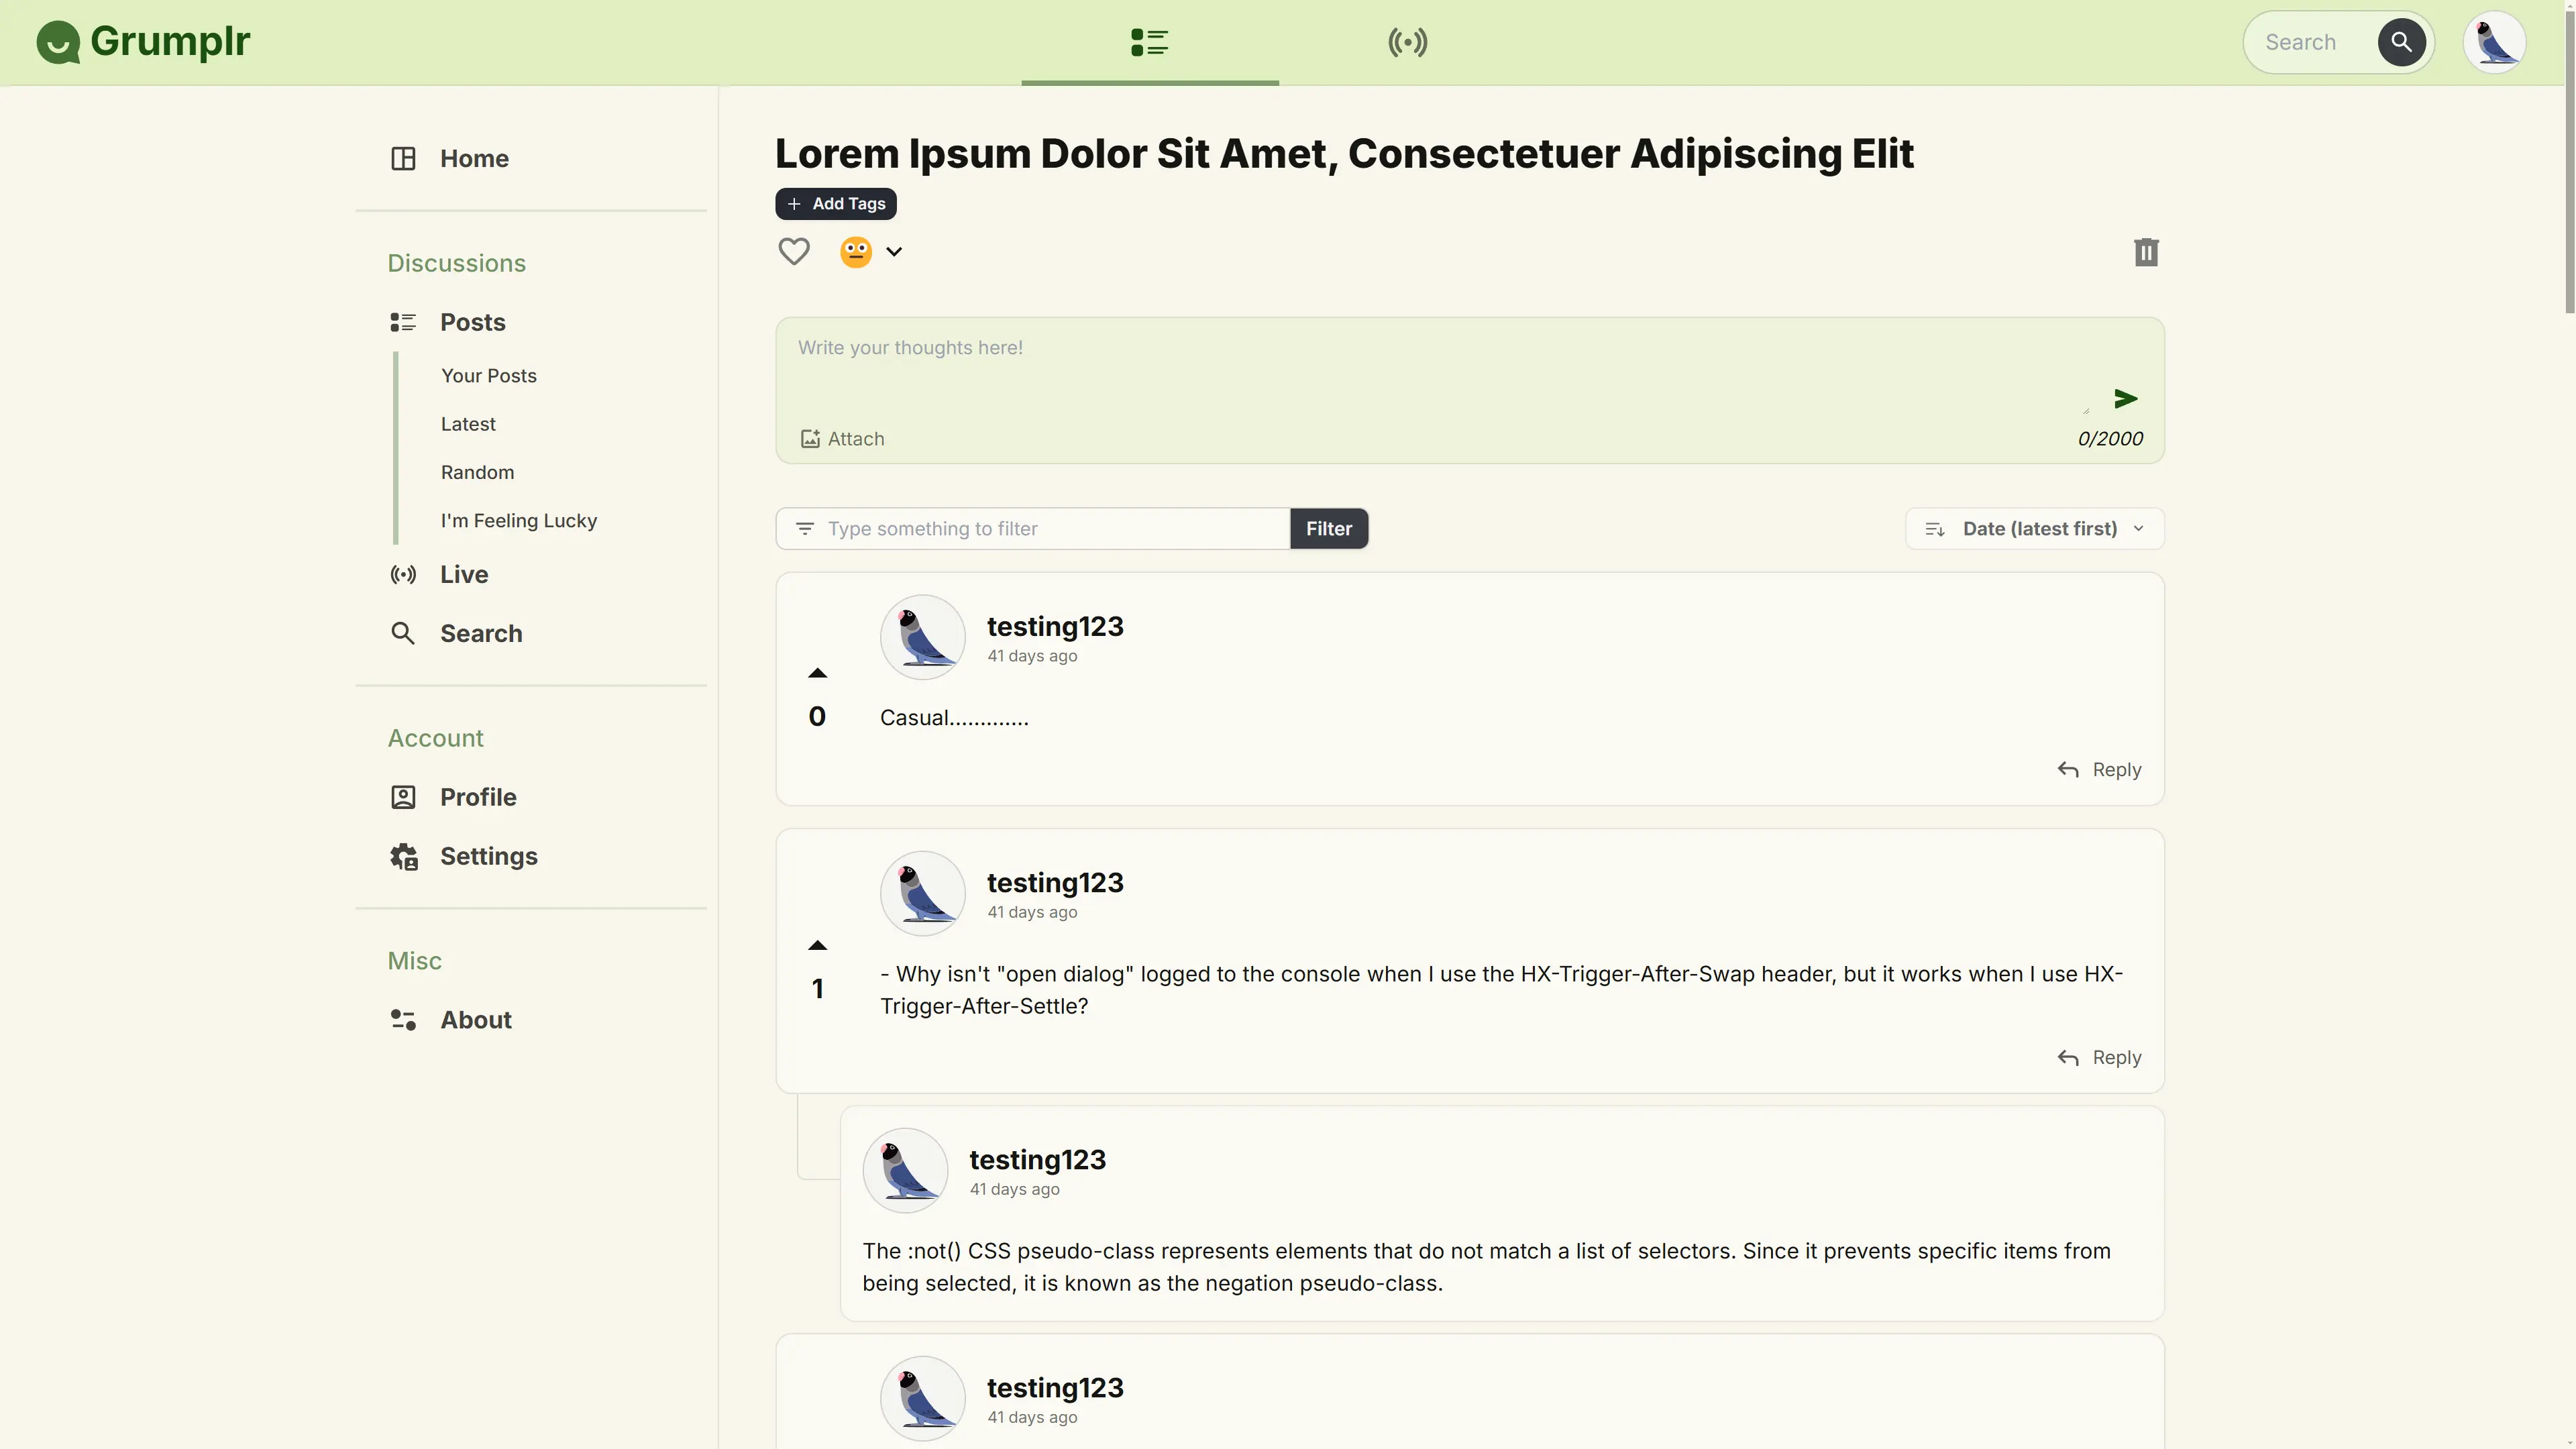 Grumplr
Search
Home
Discussions
Posts
Your Posts
Latest
Random
I'm Feeling Lucky
Live
Search
Account
Profile
Settings
Misc
About
Lorem Ipsum Dolor Sit Amet, Consectetuer Adipiscing Elit
Add Tags
Write your thoughts here!
Attach
0/2000
Type something to filter
Filter
Date (latest first)
testing123
41 days ago
0
Casual.............
Reply
testing123
41 days ago
1
- Why isn't "open dialog" logged to the console when I use the HX-Trigger-After-Swap header, but it works when I use HX-
Trigger-After-Settle?
Reply
testing123
41 days ago
The :not() CSS pseudo-class represents elements that do not match a list of selectors. Since it prevents specific items from
being selected, it is known as the negation pseudo-class.
testing123
41 days ago